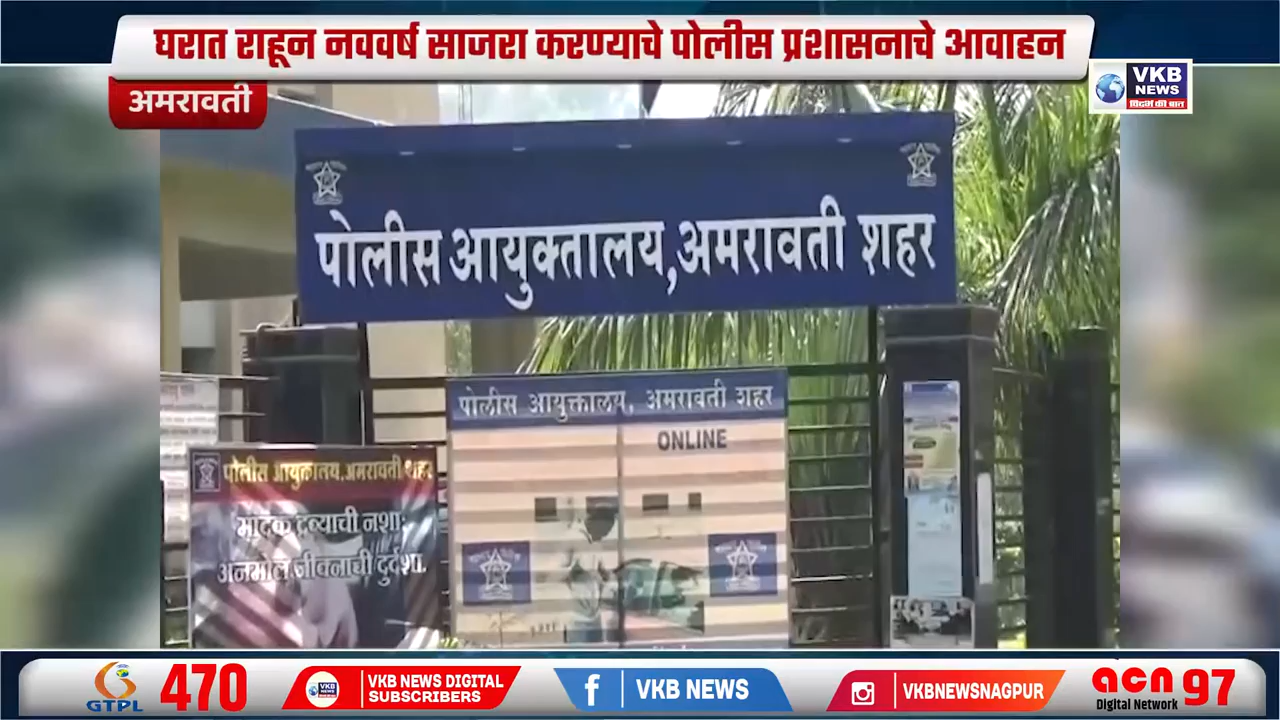 घरात राहून नववर्ष साजरा करण्याचे पोलीस प्रशासनाचे आवाहन
अमरावती
VKB
NEWS
विदर्भ की बात
पोलीस आयुक्तालय, अमरावती शहर
पोलीस आयुक्तालय, अमरावती शहर
ONLINE
पोलीस आयुक्तालय, अमरावती शहर
मादक द्रव्याची नशा
अनमोल जीवनाची दुर्दशा.
GTPL
470
VKB NEWS DIGITAL
SUBSCRIBERS
VKB NEWS
VKBNEWSNAGPUR
acn 97
Digital Network